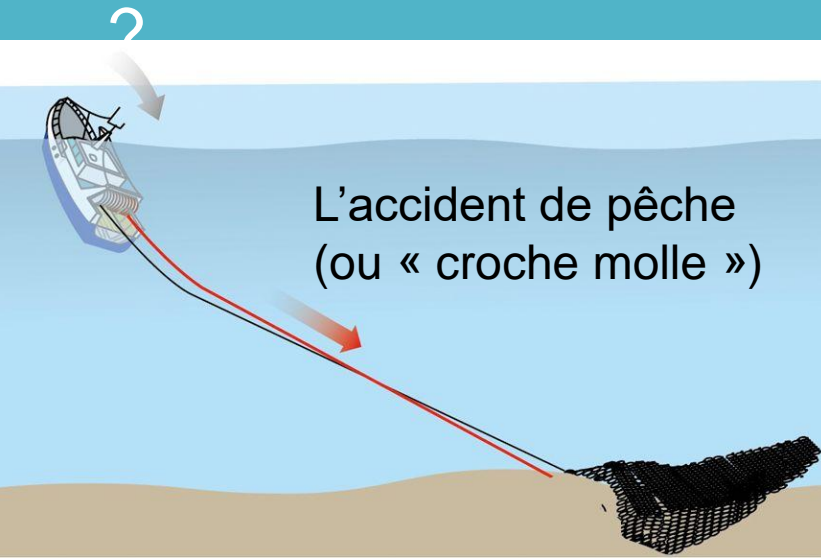 ?
L'accident de pêche
(ou « croche molle »)